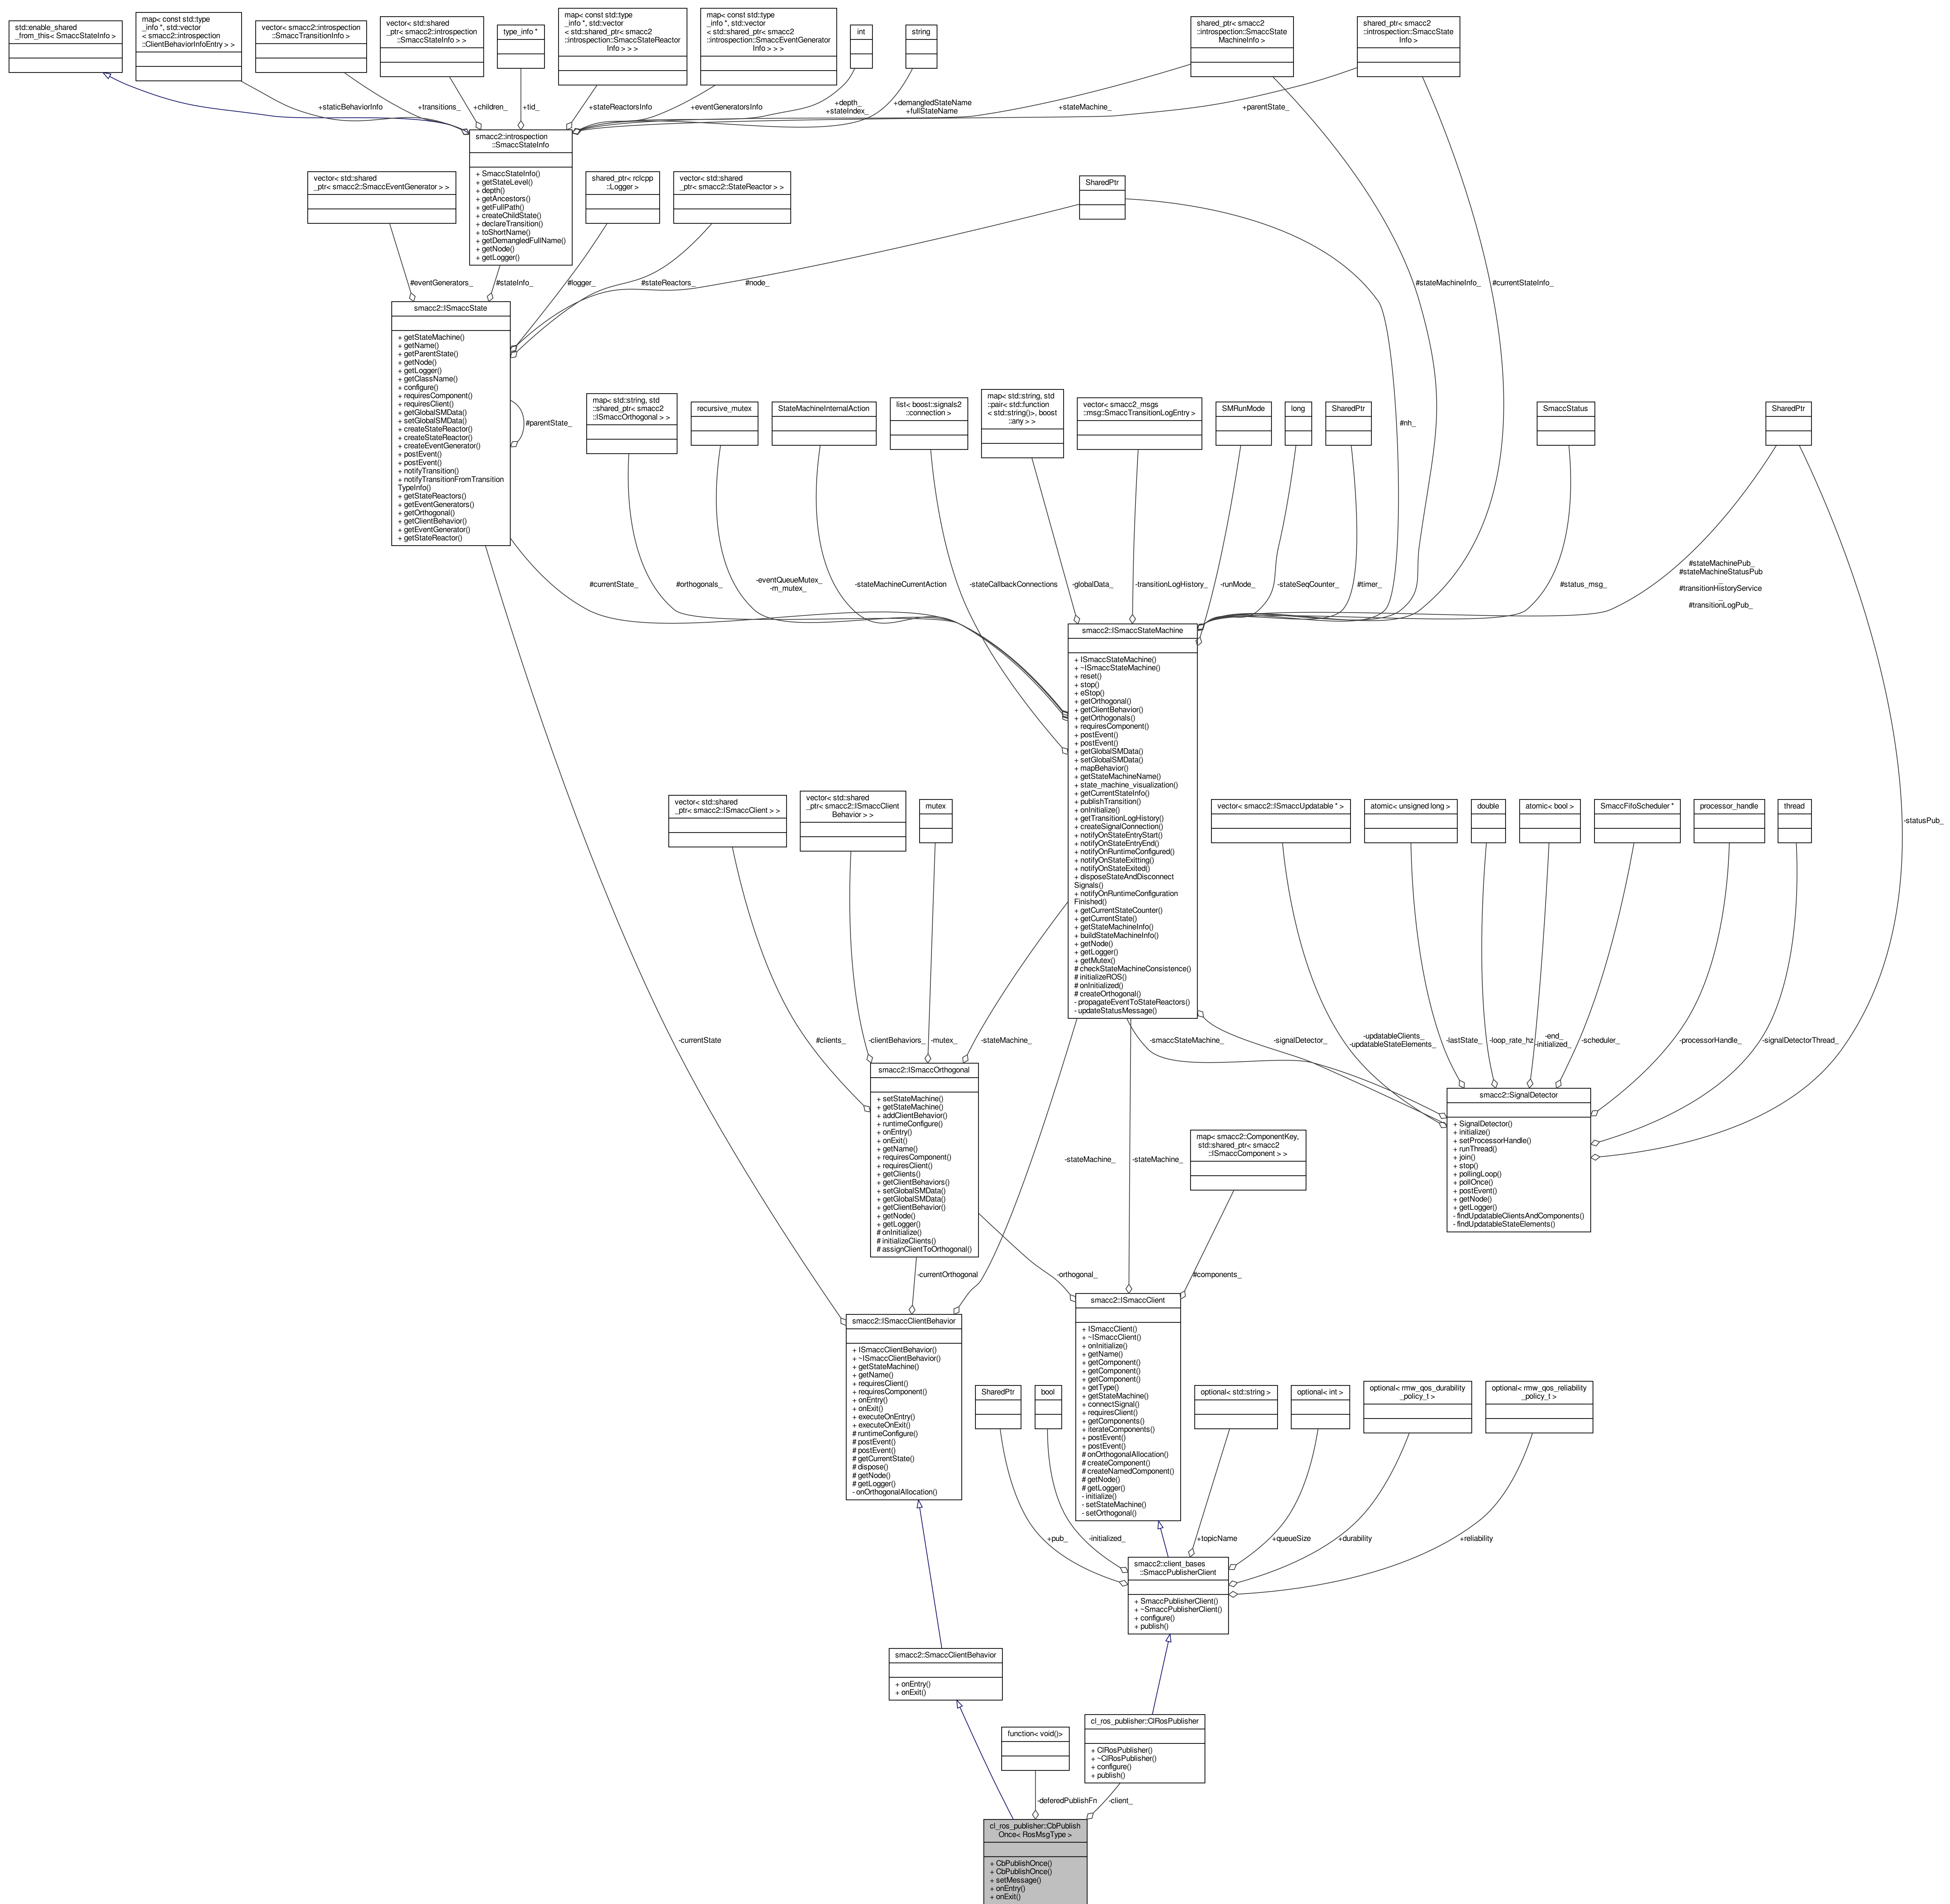 std::enable_shared
_from_this< SmaccStateInfo >
map< const std::type
_info *, std::vector
< smacc2::introspection
::ClientBehaviorInfoEntry > >
vector< smacc2::introspection
::SmaccTransitionInfo >
vector< std::shared
_ptr< smacc2::introspection
::SmaccStateInfo > >
type_info *
map< const std::type
_info *, std::vector
< std::shared_ptr< smacc2
::introspection::SmaccStateReactor
Info > > >
map< const std::type
_info *, std::vector
< std::shared_ptr< smacc2
::introspection::SmaccEventGenerator
Info > > >
int
string
shared_ptr< smacc2
::introspection::SmaccState
MachineInfo >
shared_ptr< smacc2
::introspection::SmaccState
Info >
+staticBehaviorInfo
+transitions_
+children_
+tid_
+stateReactorsInfo
+eventGeneratorsInfo
+depth_
+stateIndex_
+demangledStateName
+fullStateName
+stateMachine_
+parentState_
smacc2::introspection
::SmaccStateInfo
+ SmaccStateInfo()
+ getStateLevel()
+ depth()
+ getAncestors()
+ getFullPath()
+ createChildState()
+ declareTransition()
+ toShortName()
+ getDemangledFullName()
+ getNode()
+ getLogger()
vector< std::shared
_ptr< smacc2::SmaccEventGenerator > >
shared_ptr< rclcpp
::Logger >
vector< std::shared
_ptr< smacc2::StateReactor > >
SharedPtr
#eventGenerators_
#stateInfo_
#logger_
#stateReactors_
#node_
#stateMachineInfo_
#currentStateInfo_
smacc2::ISmaccState
+ getStateMachine()
+ getName()
+ getParentState()
+ getNode()
+ getLogger()
+ getClassName()
+ configure()
+ requiresComponent()
+ requiresClient()
+ getGlobalSMData()
+ setGlobalSMData()
+ createStateReactor()
+ createStateReactor()
+ createEventGenerator()
+ postEvent()
+ postEvent()
+ notifyTransition()
+ notifyTransitionFromTransition
TypeInfo()
+ getStateReactors()
+ getEventGenerators()
+ getOrthogonal()
+ getClientBehavior()
+ getEventGenerator()
+ getStateReactor()
#parentState_
map< std::string, std
::shared_ptr< smacc2
::ISmaccOrthogonal > >
recursive_mutex
StateMachineInternalAction
list< boost::signals2
::connection >
map< std::string, std
::pair< std::function
< std::string()>, boost
::any > >
vector< smacc2_msgs
::msg::SmaccTransitionLogEntry >
SMRunMode
long
SharedPtr
#nh_
SmaccStatus
SharedPtr
#currentState_
#orthogonals_
-eventQueueMutex_
-m_mutex_
-stateMachineCurrentAction
-stateCallbackConnections
-globalData_
-transitionLogHistory_
-runMode_
-stateSeqCounter_
#timer_
#status_msg_
#stateMachinePub_
#stateMachineStatusPub
_
#transitionHistoryService
_
#transitionLogPub_
smacc2::ISmaccStateMachine
+ ISmaccStateMachine()
+ ~ISmaccStateMachine()
+ reset()
+ stop()
+ eStop()
+ getOrthogonal()
+ getClientBehavior()
+ getOrthogonals()
+ requiresComponent()
+ postEvent()
+ postEvent()
+ getGlobalSMData()
+ setGlobalSMData()
+ mapBehavior()
+ getStateMachineName()
+ state_machine_visualization()
+ getCurrentStateInfo()
+ publishTransition()
+ onInitialize()
+ getTransitionLogHistory()
+ createSignalConnection()
+ notifyOnStateEntryStart()
+ notifyOnStateEntryEnd()
+ notifyOnRuntimeConfigured()
+ notifyOnStateExitting()
+ notifyOnStateExited()
+ disposeStateAndDisconnect
Signals()
+ notifyOnRuntimeConfiguration
Finished()
+ getCurrentStateCounter()
+ getCurrentState()
+ getStateMachineInfo()
+ buildStateMachineInfo()
+ getNode()
+ getLogger()
+ getMutex()
# checkStateMachineConsistence()
# initializeROS()
# onInitialized()
# createOrthogonal()
- propagateEventToStateReactors()
- updateStatusMessage()
vector< std::shared
_ptr< smacc2::ISmaccClient > >
vector< std::shared
_ptr< smacc2::ISmaccClient
Behavior > >
mutex
vector< smacc2::ISmaccUpdatable * >
atomic< unsigned long >
double
atomic< bool >
SmaccFifoScheduler *
processor_handle
thread
-statusPub_
-currentState
#clients_
-clientBehaviors_
-mutex_
-stateMachine_
-smaccStateMachine_
-signalDetector_
-updatableClients_
-updatableStateElements_
-lastState_
-loop_rate_hz
-end_
-initialized_
-scheduler_
-processorHandle_
-signalDetectorThread_
smacc2::ISmaccOrthogonal
+ setStateMachine()
+ getStateMachine()
+ addClientBehavior()
+ runtimeConfigure()
+ onEntry()
+ onExit()
+ getName()
+ requiresComponent()
+ requiresClient()
+ getClients()
+ getClientBehaviors()
+ setGlobalSMData()
+ getGlobalSMData()
+ getClientBehavior()
+ getNode()
+ getLogger()
# onInitialize()
# initializeClients()
# assignClientToOrthogonal()
smacc2::SignalDetector
+ SignalDetector()
+ initialize()
+ setProcessorHandle()
+ runThread()
+ join()
+ stop()
+ pollingLoop()
+ pollOnce()
+ postEvent()
+ getNode()
+ getLogger()
- findUpdatableClientsAndComponents()
- findUpdatableStateElements()
-stateMachine_
-stateMachine_
map< smacc2::ComponentKey,
std::shared_ptr< smacc2
::ISmaccComponent > >
-currentOrthogonal
-orthogonal_
#components_
smacc2::ISmaccClientBehavior
+ ISmaccClientBehavior()
+ ~ISmaccClientBehavior()
+ getStateMachine()
+ getName()
+ requiresClient()
+ requiresComponent()
+ onEntry()
+ onExit()
+ executeOnEntry()
+ executeOnExit()
# runtimeConfigure()
# postEvent()
# postEvent()
# getCurrentState()
# dispose()
# getNode()
# getLogger()
- onOrthogonalAllocation()
smacc2::ISmaccClient
+ ISmaccClient()
+ ~ISmaccClient()
+ onInitialize()
+ getName()
+ getComponent()
+ getComponent()
+ getComponent()
+ getType()
+ getStateMachine()
+ connectSignal()
+ requiresClient()
+ getComponents()
+ iterateComponents()
+ postEvent()
+ postEvent()
# onOrthogonalAllocation()
# createComponent()
# createNamedComponent()
# getNode()
# getLogger()
- initialize()
- setStateMachine()
- setOrthogonal()
SharedPtr
bool
optional< std::string >
optional< int >
optional< rmw_qos_durability
_policy_t >
optional< rmw_qos_reliability
_policy_t >
+pub_
-initialized_
+topicName
+queueSize
+durability
+reliability
smacc2::client_bases
::SmaccPublisherClient
+ SmaccPublisherClient()
+ ~SmaccPublisherClient()
+ configure()
+ publish()
smacc2::SmaccClientBehavior
+ onEntry()
+ onExit()
function< void()>
cl_ros_publisher::ClRosPublisher
+ ClRosPublisher()
+ ~ClRosPublisher()
+ configure()
+ publish()
-deferedPublishFn
-client_
cl_ros_publisher::CbPublish
Once< RosMsgType >
+ CbPublishOnce()
+ CbPublishOnce()
+ setMessage()
+ onEntry()
+ onExit()